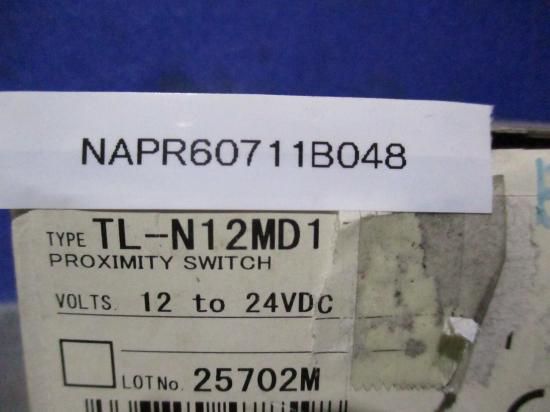 NAPR60711B048
TYPE TL-N12MD1
PROXIMITY SWITCH
VOLTS. 12 to 24VDC
LOT No. 25702M